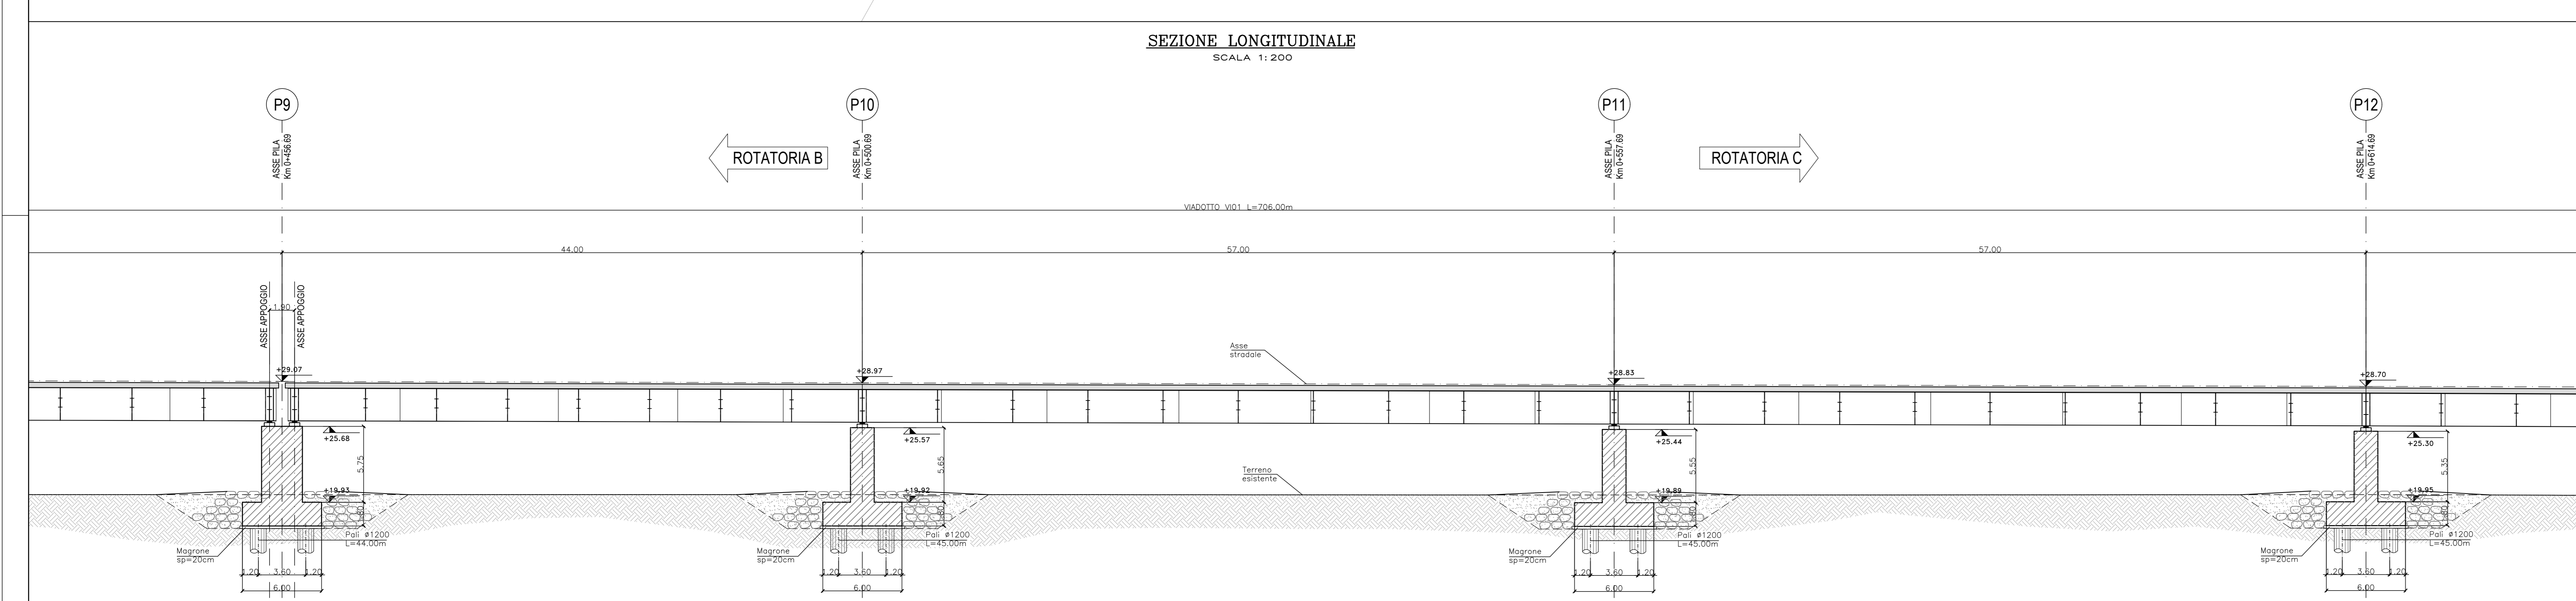 SEZIONE LONGITUDINALE
SCALA 1:200
P9
P10
P11
P12
ASSE PILA
Km 0+456.69
ASSE PILA
Km 0+500.69
ASSE PILA
Km 0+557.69
ASSE PILA
Km 0+614.69
ROTATORIA B
ROTATORIA C
VIADOTTO VI01 L=706.00m
44.00
57.00
57.00
ASSE APPOGGIO
1.90
ASSE APPOGGIO
Asse
stradale
+29.07
+28.97
+28.83
+28.70
+25.68
+25.57
+25.44
+25.30
5.75
5.65
5.55
5.35
Terreno
esistente
+19.93
+19.92
+19.89
+19.95
Magrone
sp=20cm
Pali Ø1200
L=44.00m
Magrone
sp=20cm
Pali Ø1200
L=45.00m
Magrone
sp=20cm
Pali Ø1200
L=45.00m
Magrone
sp=20cm
Pali Ø1200
L=45.00m
1.20 3.60 1.20
6.00
1.20 3.60 1.20
6.00
1.20 3.60 1.20
6.00
1.20 3.60 1.20
6.00